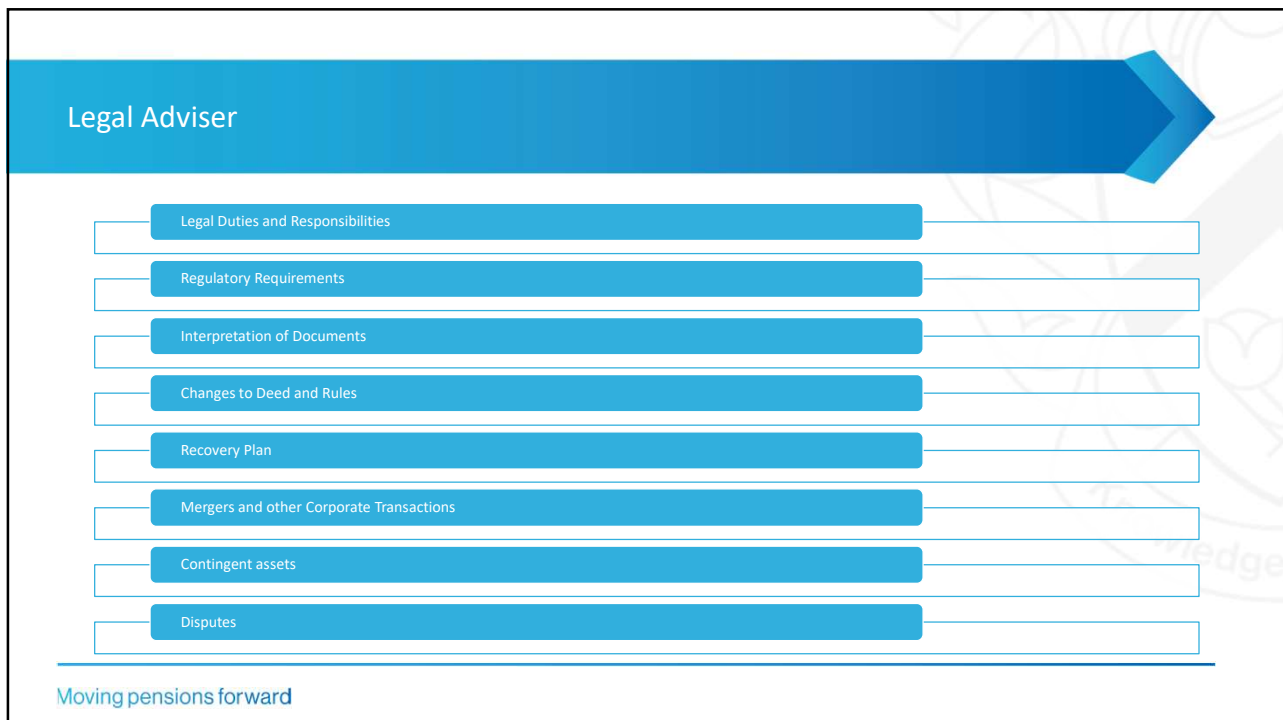 Legal Adviser
Legal Duties and Responsibilities
Regulatory Requirements
Interpretation of Documents
Changes to Deed and Rules
Recovery Plan
Mergers and other Corporate Transactions
Contingent assets
Disputes
Knowledge
Moving pensions forward